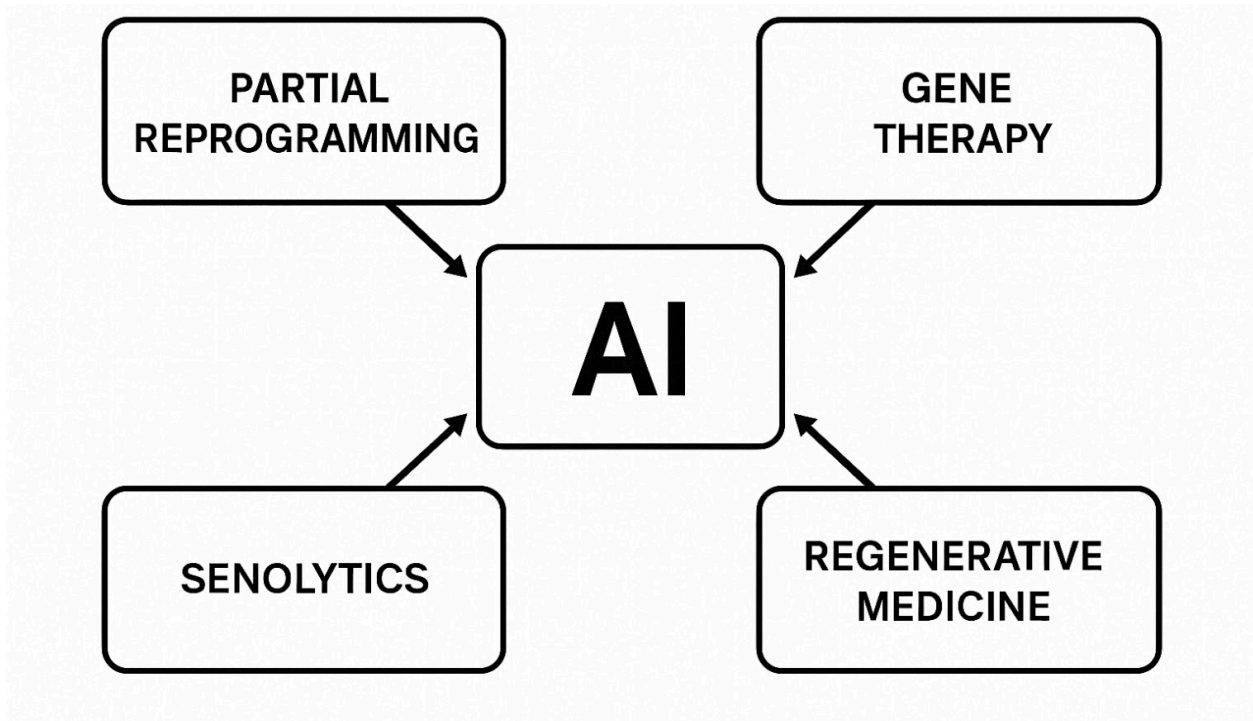 PARTIAL
REPROGRAMMING
GENE
THERAPY
AI
SENOLYTICS
REGENERATIVE
MEDICINE